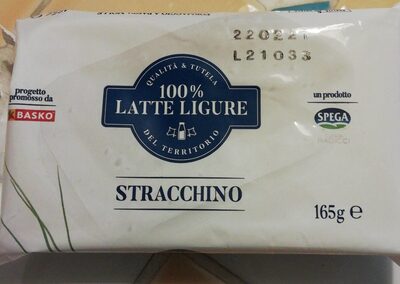 220221
L21033
QUALITÀ & TUTELA
100%
LATTE LIGURE
DEL TERRITORIO
progetto
promosso da
BASKO
un prodotto
SPEGA
STRACCHINO
165g e